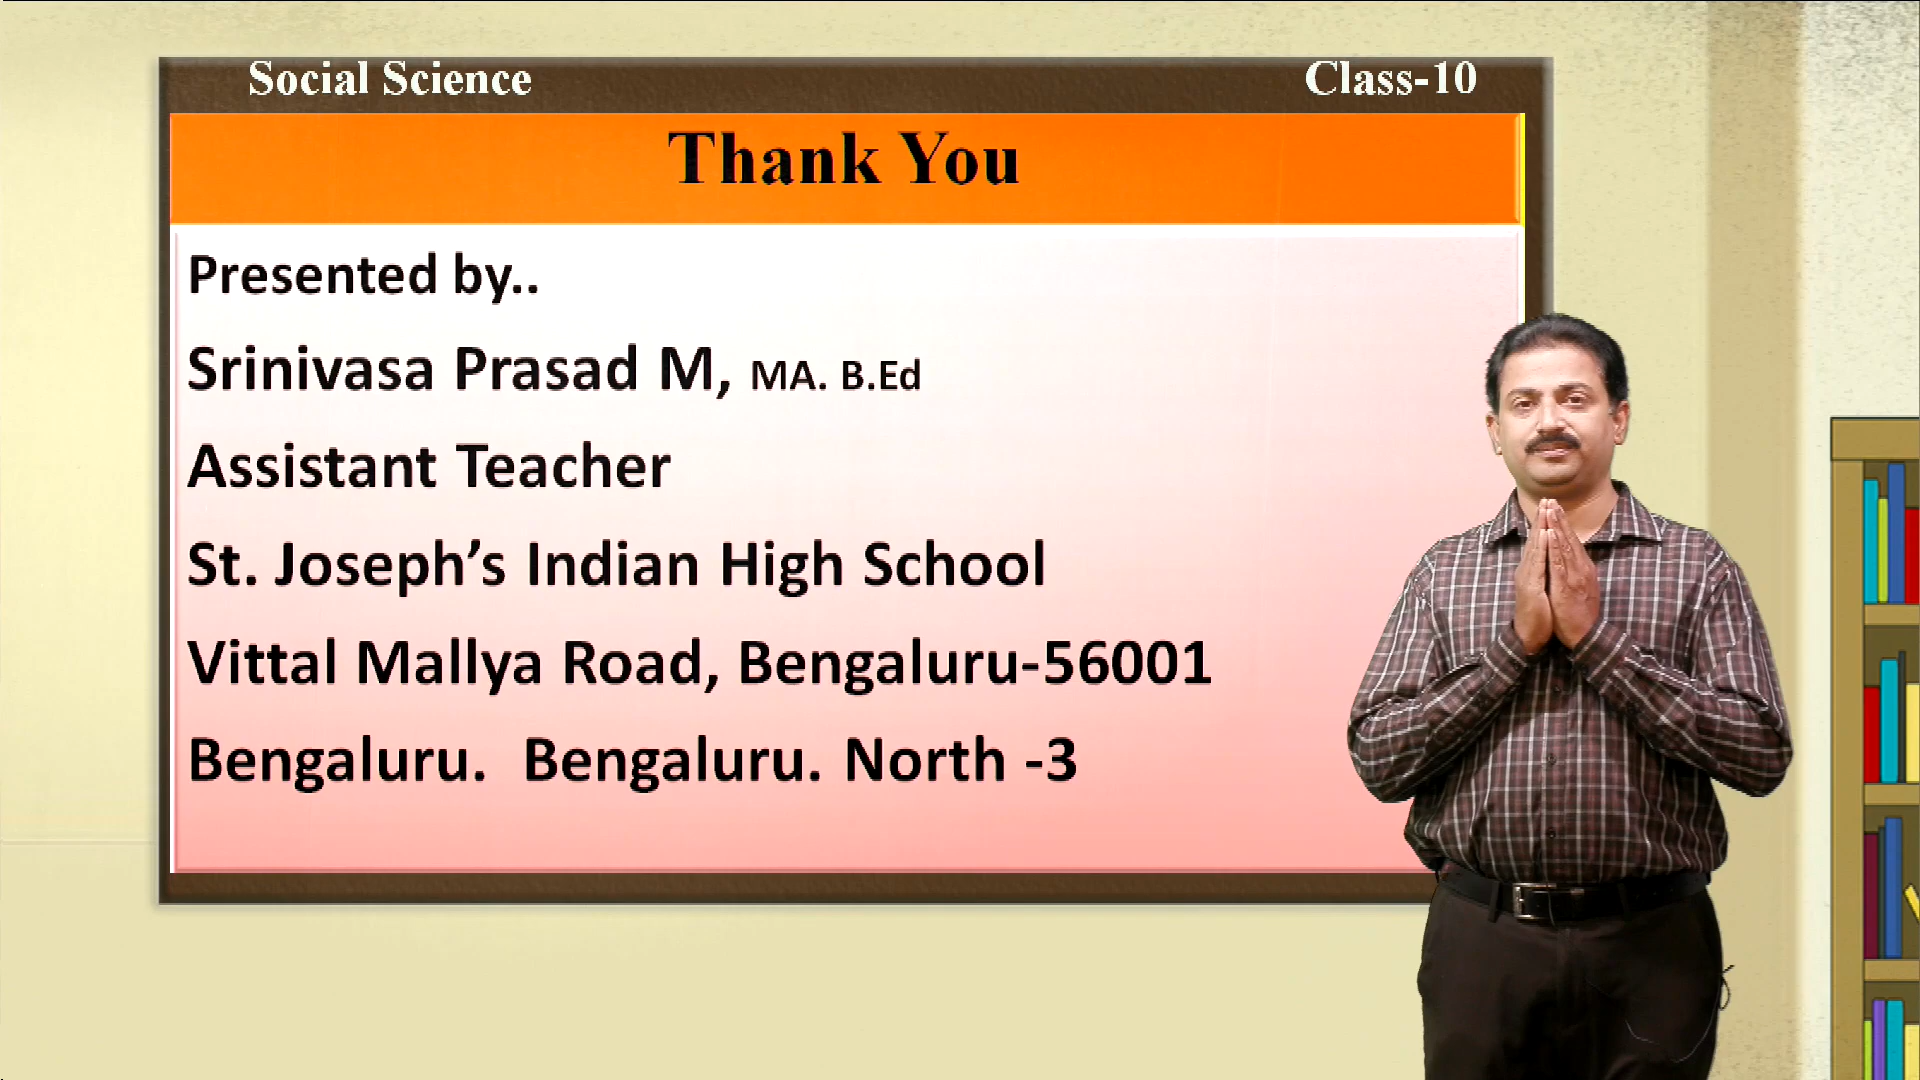 Social Science Class-10
Thank You
Presented by..
Srinivasa Prasad M, MA. B.Ed
Assistant Teacher
St. Joseph’s Indian High School
Vittal Mallya Road, Bengaluru-56001
Bengaluru.  Bengaluru. North -3